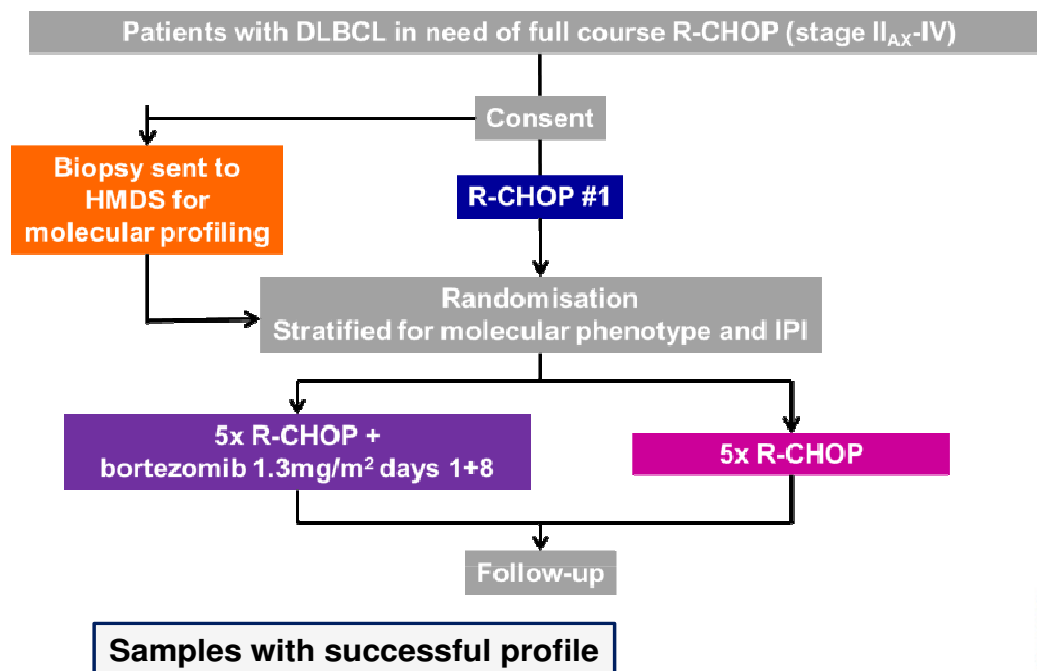 Patients with DLBCL in need of full course R-CHOP (stage IIAX-IV)
Consent
Biopsy sent to
HMDS for
molecular profiling
R-CHOP #1
Randomisation
Stratified for molecular phenotype and IPI
5x R-CHOP +
bortezomib 1.3mg/m² days 1+8
5x R-CHOP
Follow-up
Samples with successful profile